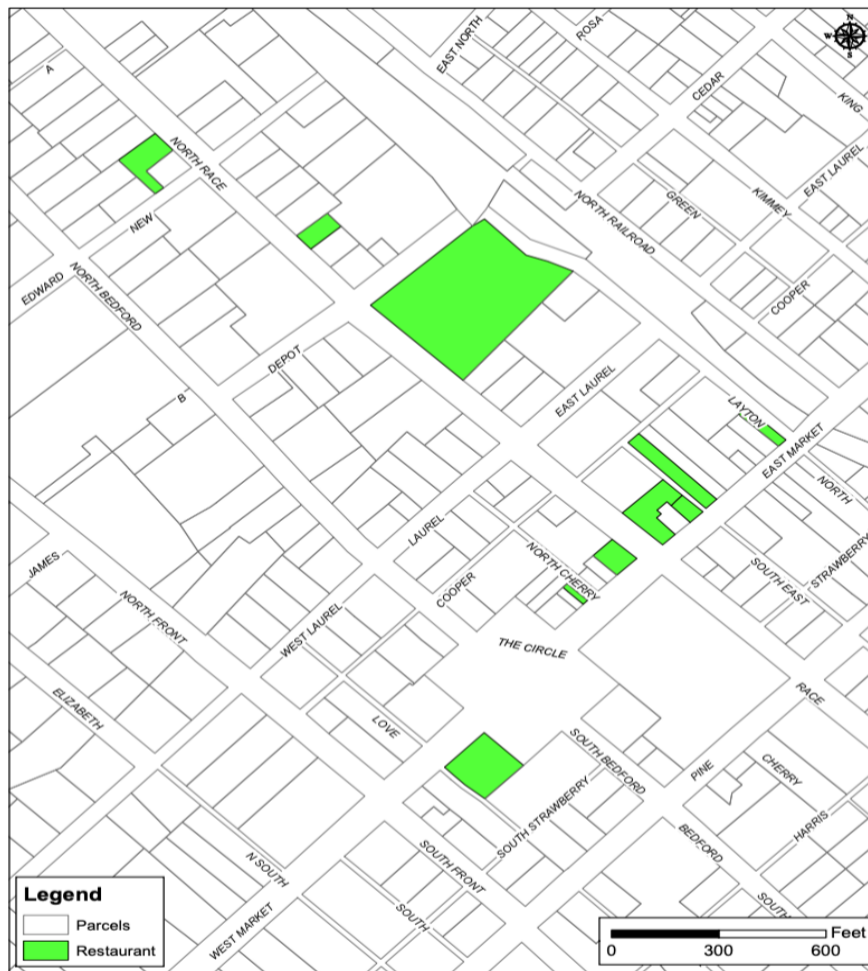 N
W E
S
ROSA
EAST NORTH
A
CEDAR
KING
NORTH RACE
EAST LAUREL
KIMMEY
GREEN
NORTH RAILROAD
NEW
EDWARD
NORTH BEDFORD
COOPER
DEPOT
EAST LAUREL
B
LAYTON
EAST MARKET
NORTH
LAUREL
STRAWBERRY
NORTH CHERRY
SOUTH EAST
JAMES
COOPER
NORTH FRONT
WEST LAUREL
THE CIRCLE
ELIZABETH
RACE
LOVE
SOUTH BEDFORD
PINE
CHERRY
SOUTH STRAWBERRY
HARRIS
BEDFORD
SOUTH FRONT
N SOUTH
SOUTH
SOUTH
WEST MARKET
Legend
Parcels
Restaurant
Feet
0 300 600